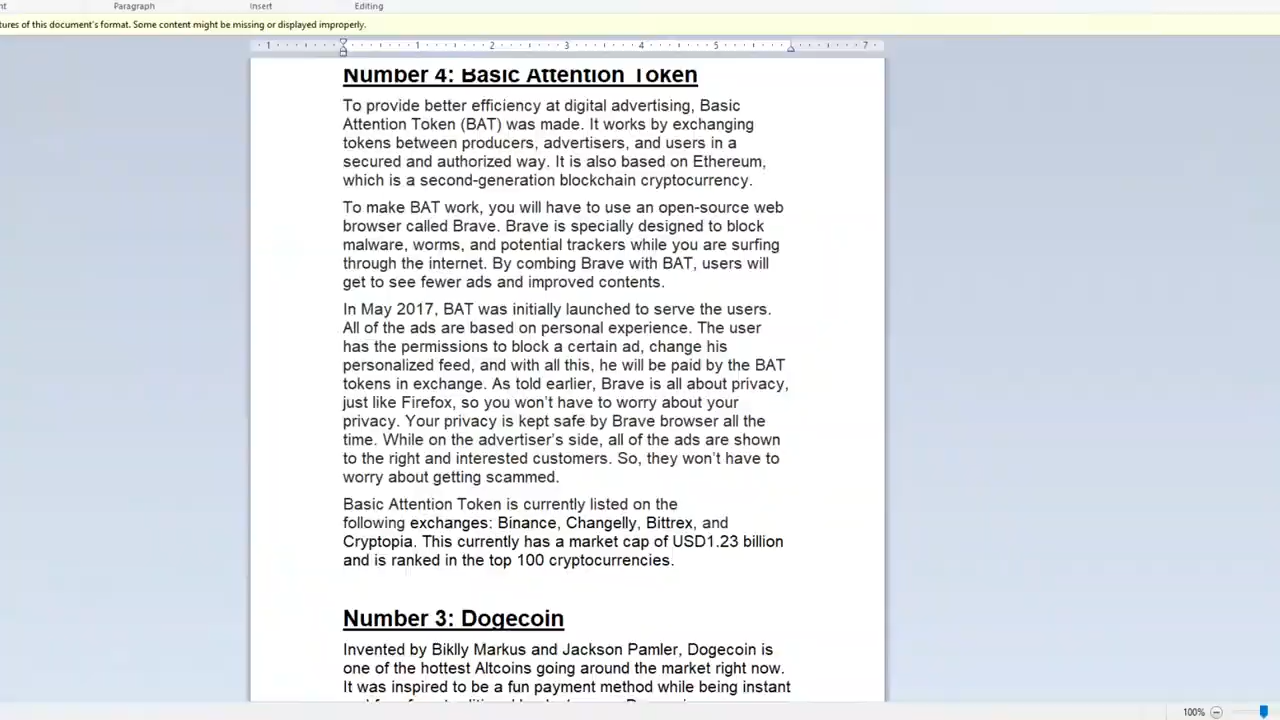 nt Paragraph Insert Editing
tures of this document's format. Some content might be missing or displayed improperly.
1 1 2 3 4 5 7
Number 4: Basic Attention Token
To provide better efficiency at digital advertising, Basic
Attention Token (BAT) was made. It works by exchanging
tokens between producers, advertisers, and users in a
secured and authorized way. It is also based on Ethereum,
which is a second-generation blockchain cryptocurrency.
To make BAT work, you will have to use an open-source web
browser called Brave. Brave is specially designed to block
malware, worms, and potential trackers while you are surfing
through the internet. By combing Brave with BAT, users will
get to see fewer ads and improved contents.
In May 2017, BAT was initially launched to serve the users.
All of the ads are based on personal experience. The user
has the permissions to block a certain ad, change his
personalized feed, and with all this, he will be paid by the BAT
tokens in exchange. As told earlier, Brave is all about privacy,
just like Firefox, so you won't have to worry about your
privacy. Your privacy is kept safe by Brave browser all the
time. While on the advertiser's side, all of the ads are shown
to the right and interested customers. So, they won't have to
worry about getting scammed.
Basic Attention Token is currently listed on the
following exchanges: Binance, Changelly, Bittrex, and
Cryptopia. This currently has a market cap of USD1.23 billion
and is ranked in the top 100 cryptocurrencies.
Number 3: Dogecoin
Invented by Biklly Markus and Jackson Pamler, Dogecoin is
one of the hottest Altcoins going around the market right now.
It was inspired to be a fun payment method while being instant
100%